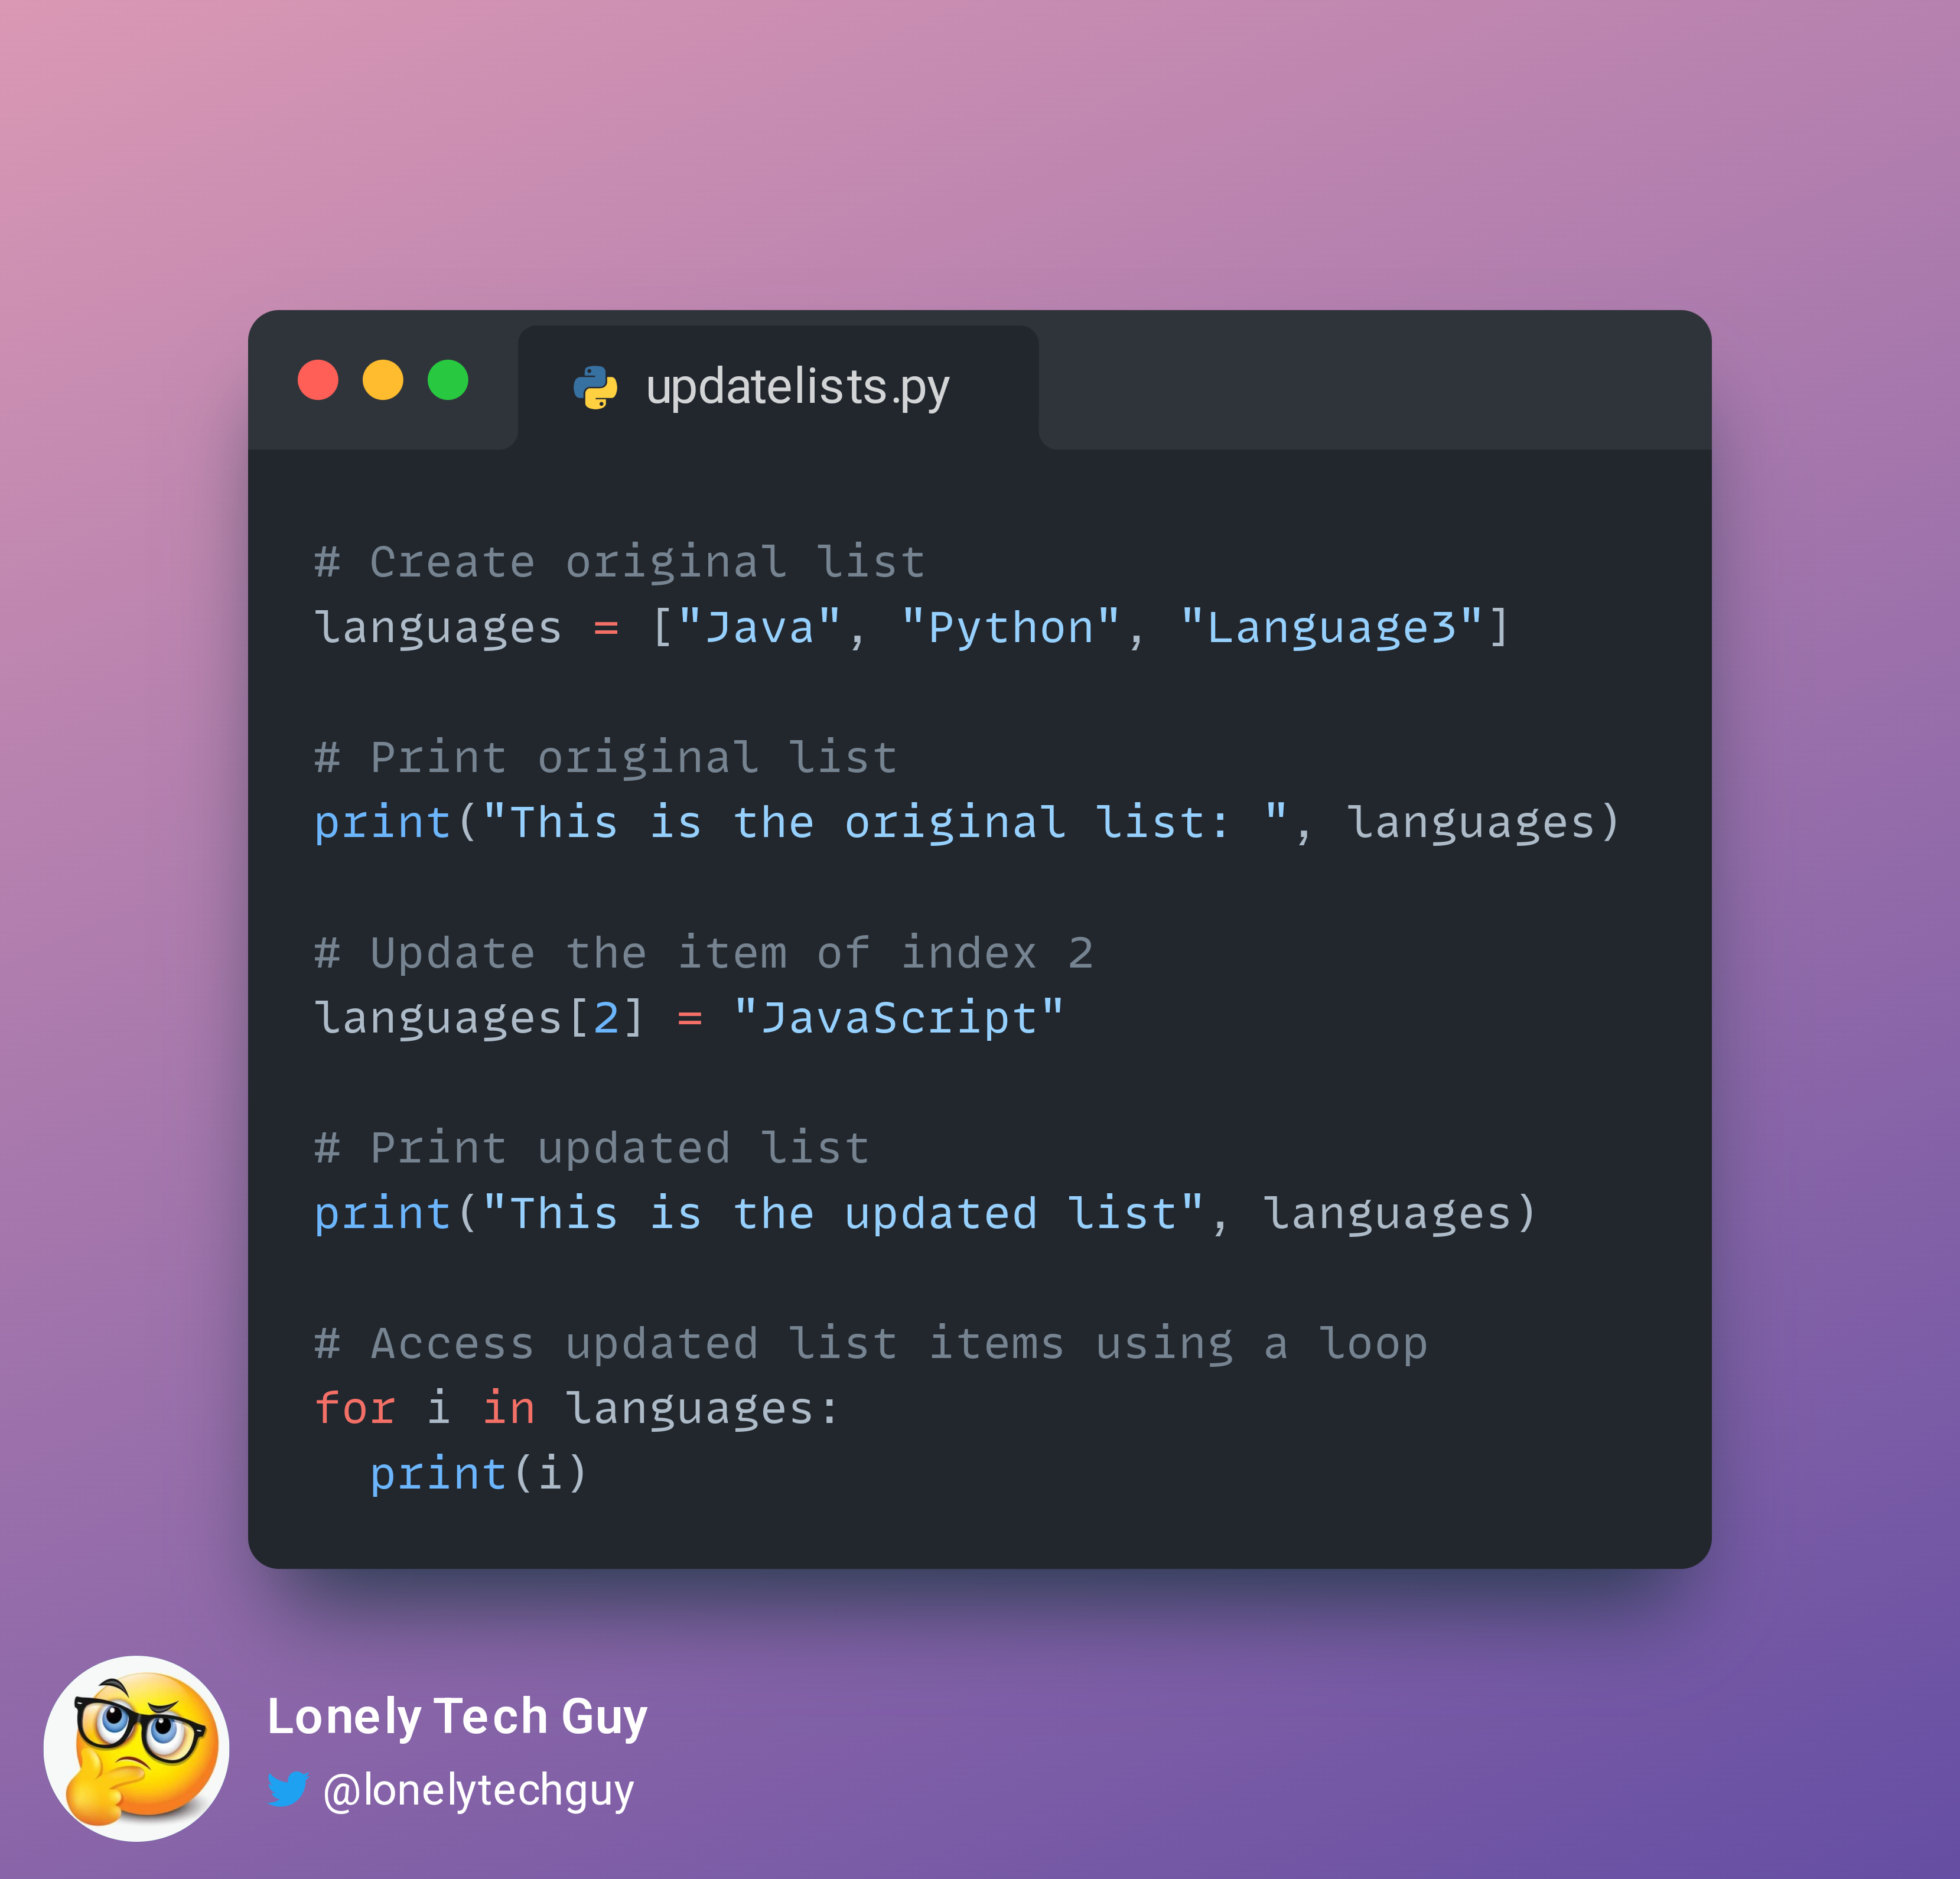 updatelists.py
# Create original list
languages = ["Java", "Python", "Language3"]
# Print original list
print("This is the original list: ", languages)
# Update the item of index 2
languages[2] = "JavaScript"
# Print updated list
print("This is the updated list", languages)
# Access updated list items using a loop
for i in languages:
  print(i)
Lonely Tech Guy
@lonelytechguy